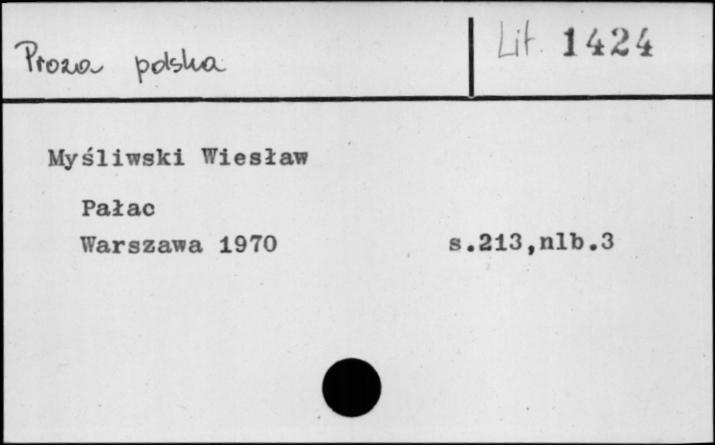 Proza polska
Lit. 1424
Myśliwski Wiesław
Pałac
Warszawa 1970 s.213,nlb.3